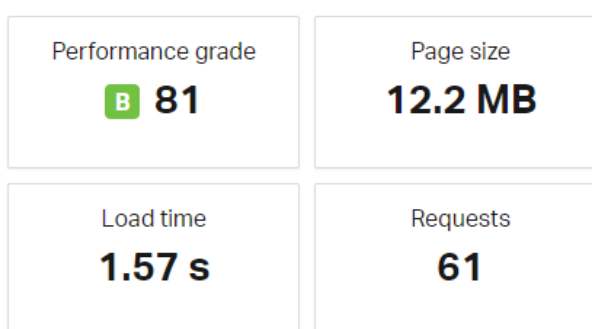 Performance grade
B 81
Page size
12.2 MB
Load time
1.57 s
Requests
61